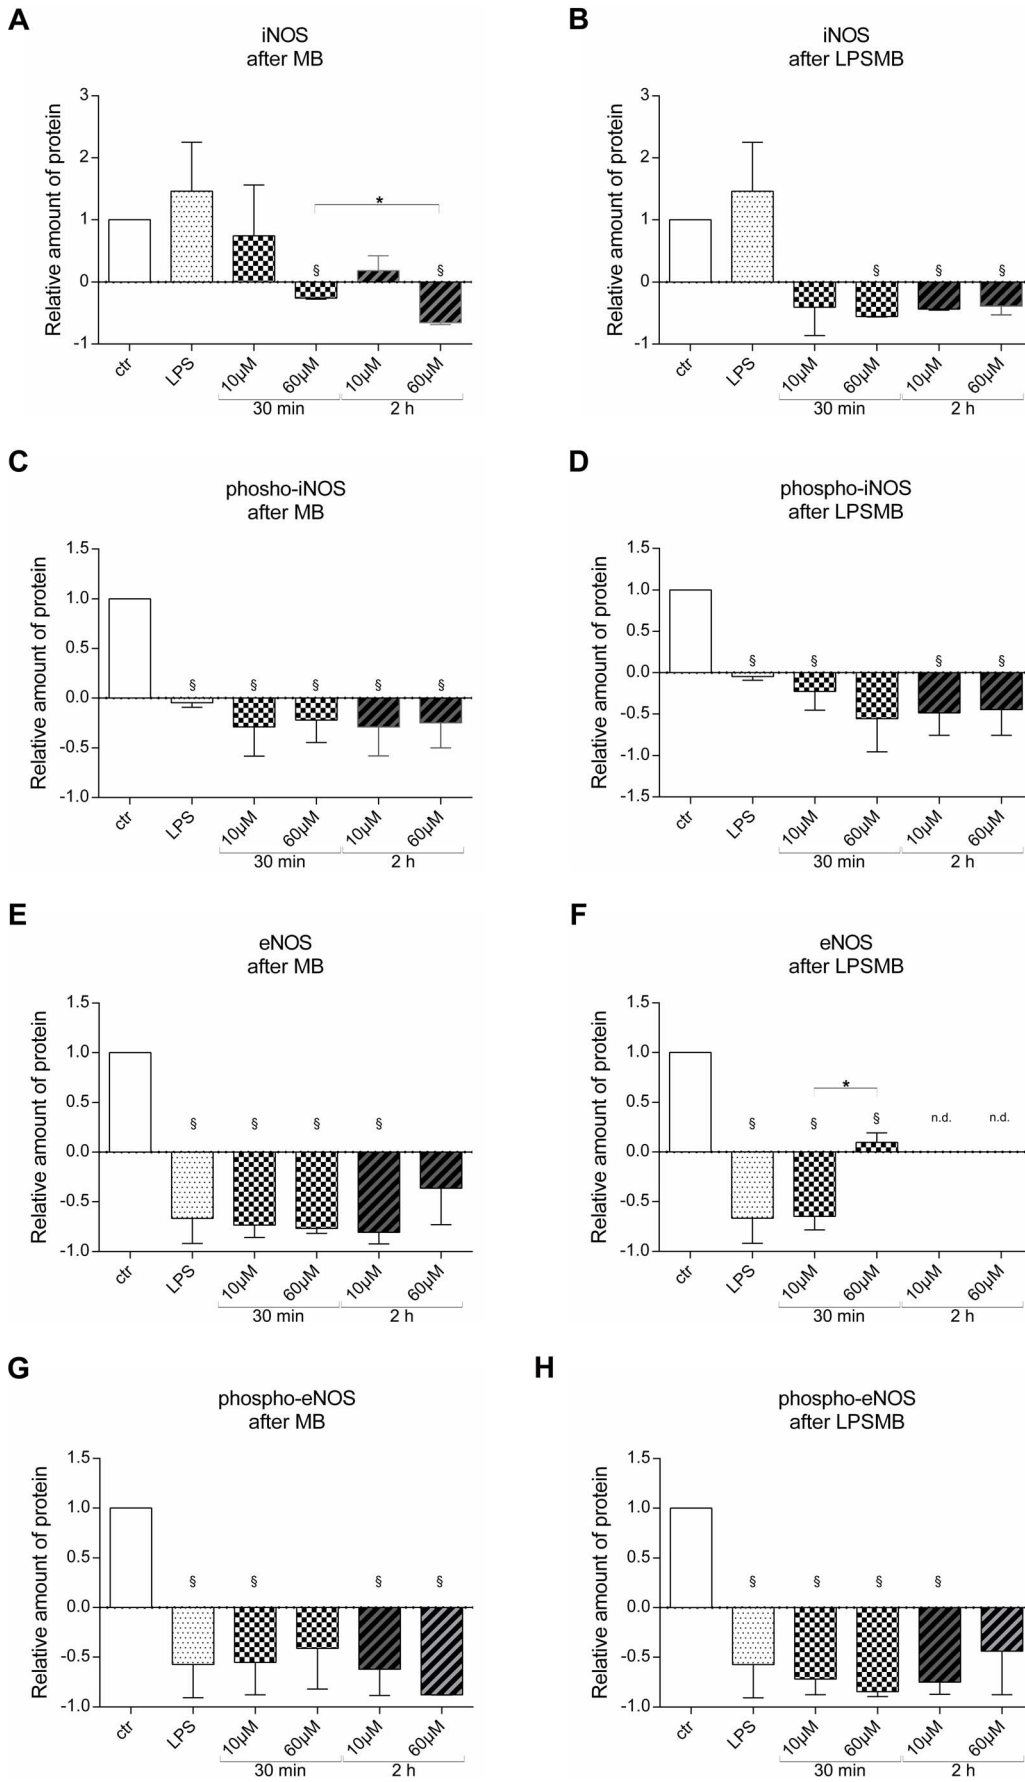 A
iNOS
after MB
Relative amount of protein
3
2
1
0
-1
*
§
§
ctr
LPS
10µM
60µM
10µM
60µM
30 min
2 h
B
iNOS
after LPSMB
Relative amount of protein
3
2
1
0
-1
§
§
§
ctr
LPS
10µM
60µM
10µM
60µM
30 min
2 h
C
phosho-iNOS
after MB
Relative amount of protein
1.5
1.0
0.5
0.0
-0.5
-1.0
§
§
§
§
§
ctr
LPS
10µM
60µM
10µM
60µM
30 min
2 h
D
phospho-iNOS
after LPSMB
Relative amount of protein
1.5
1.0
0.5
0.0
-0.5
-1.0
-1.5
§
§
§
§
ctr
LPS
10µM
60µM
10µM
60µM
30 min
2 h
E
eNOS
after MB
Relative amount of protein
1.5
1.0
0.5
0.0
-0.5
-1.0
§
§
§
§
ctr
LPS
10µM
60µM
10µM
60µM
30 min
2 h
F
eNOS
after LPSMB
Relative amount of protein
1.5
1.0
0.5
0.0
-0.5
-1.0
*
§
§
§
n.d.
n.d.
ctr
LPS
10µM
60µM
10µM
60µM
30 min
2 h
G
phospho-eNOS
after MB
Relative amount of protein
1.5
1.0
0.5
0.0
-0.5
-1.0
§
§
§
§
ctr
LPS
10µM
60µM
10µM
60µM
30 min
2 h
H
phospho-eNOS
after LPSMB
Relative amount of protein
1.5
1.0
0.5
0.0
-0.5
-1.0
§
§
§
§
ctr
LPS
10µM
60µM
10µM
60µM
30 min
2 h